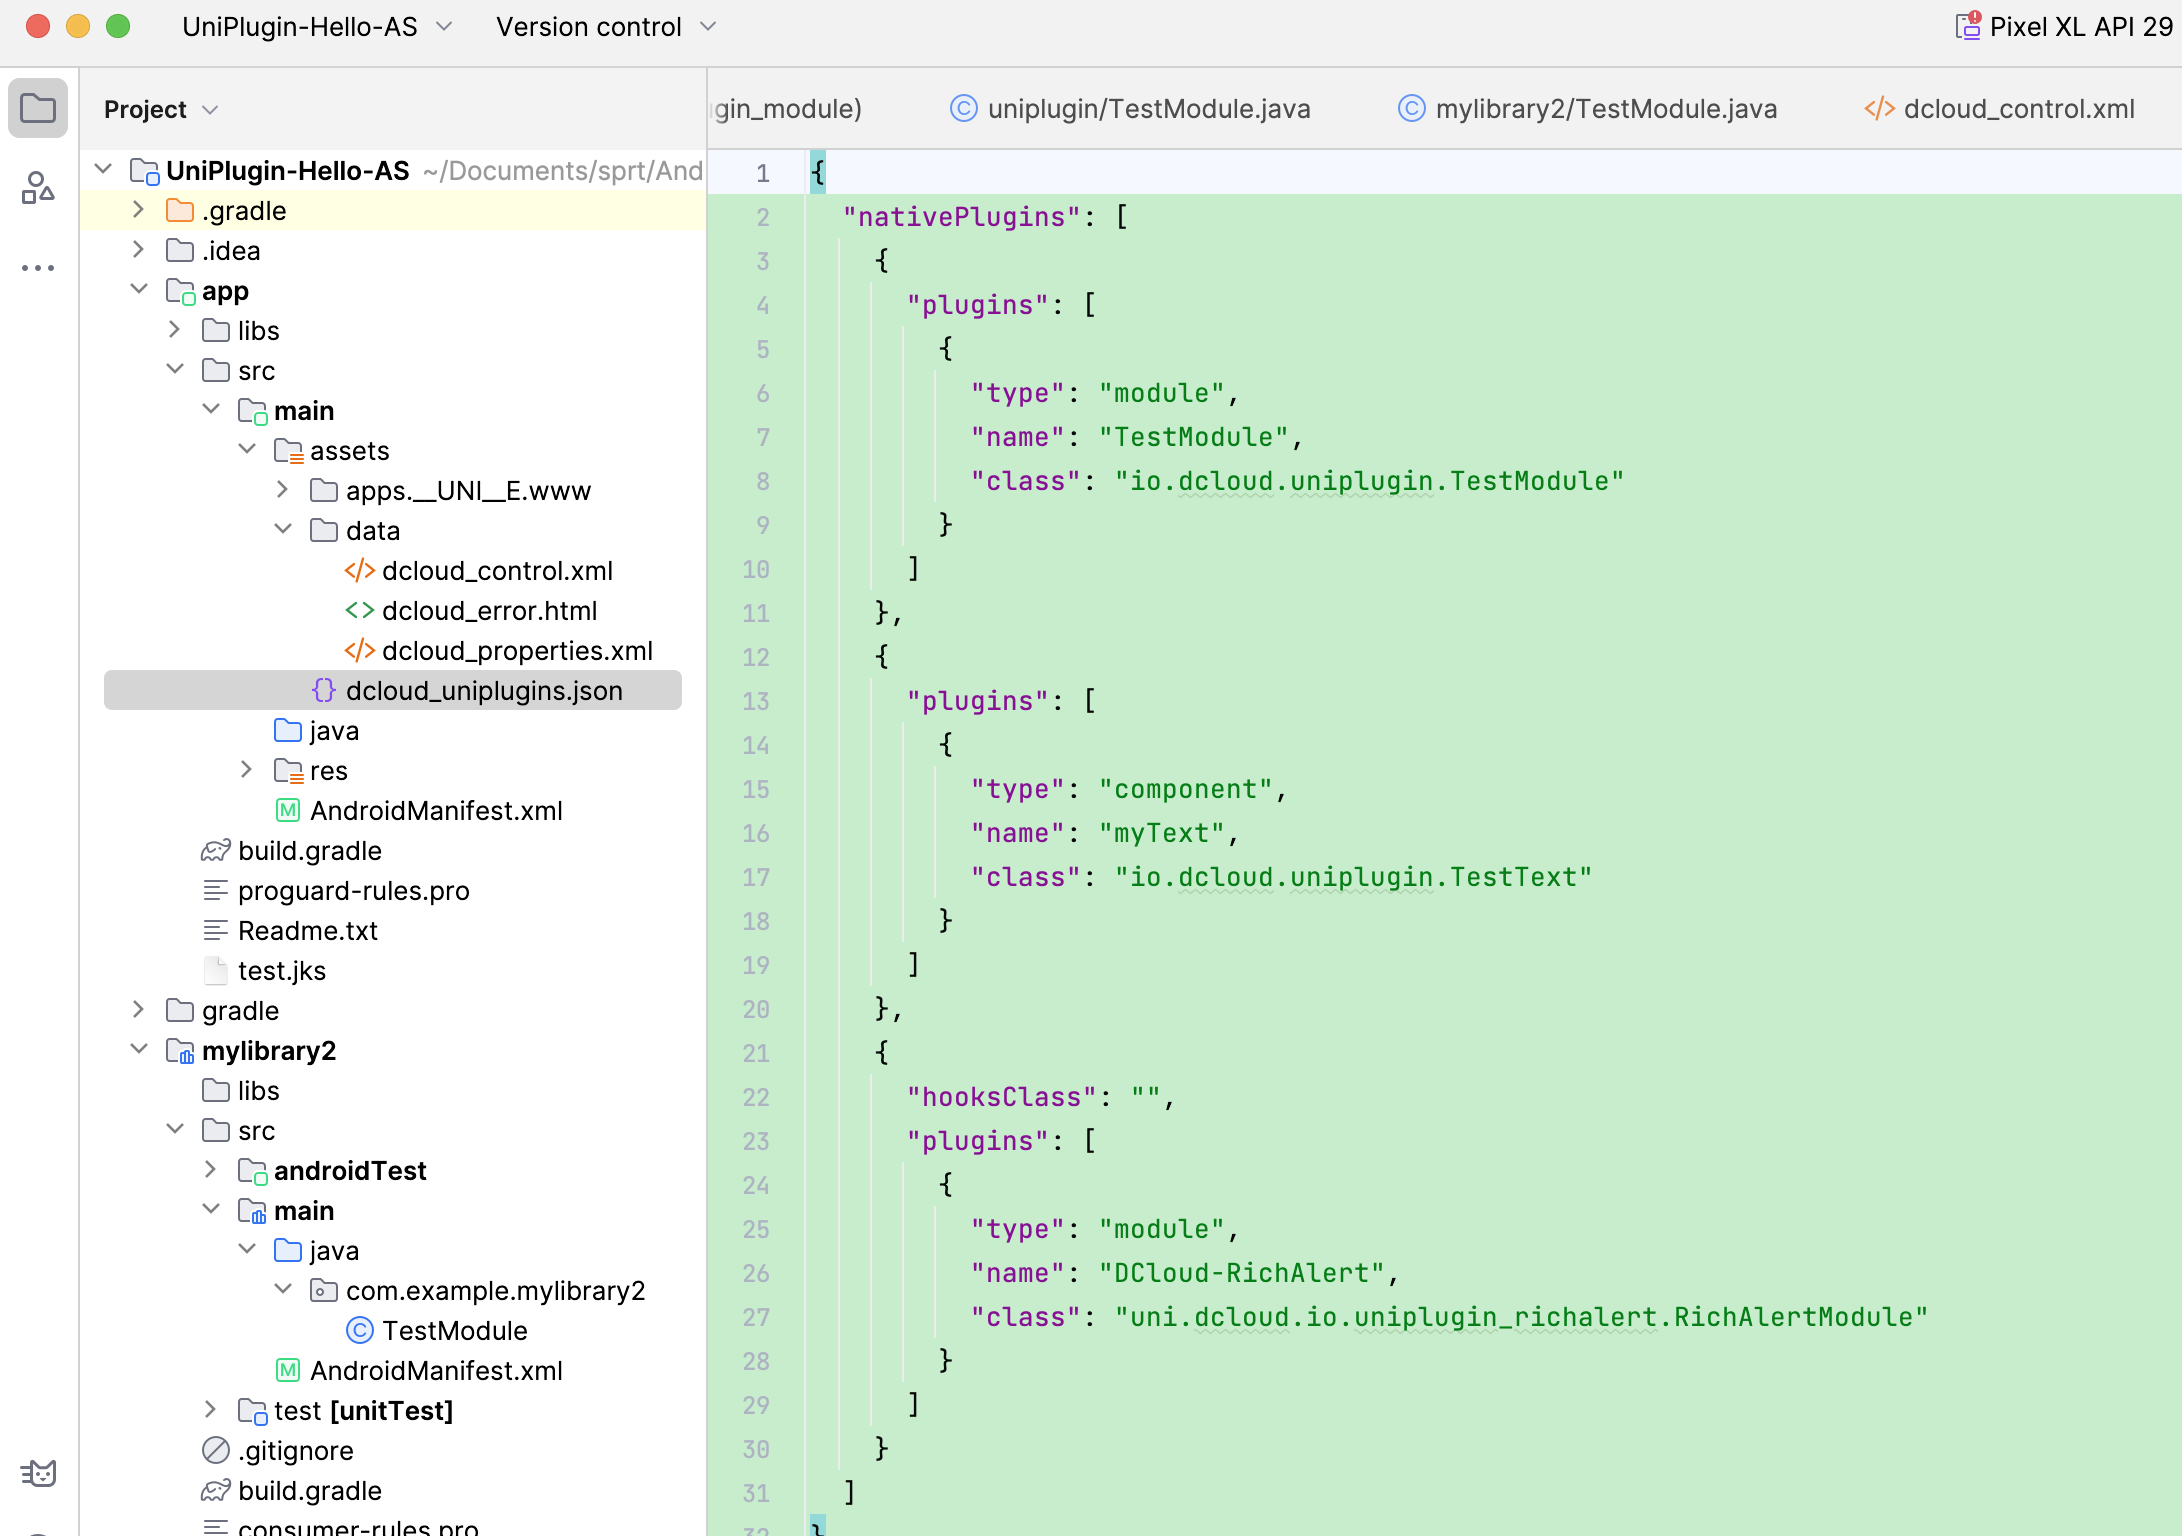 UniPlugin-Hello-AS
Version control
Pixel XL API 29
Project
gin_module)
uniplugin/TestModule.java
mylibrary2/TestModule.java
dcloud_control.xml
UniPlugin-Hello-AS ~/Documents/sprt/And
.gradle
.idea
app
libs
src
main
assets
apps.__UNI__E.www
data
dcloud_control.xml
dcloud_error.html
dcloud_properties.xml
dcloud_uniplugins.json
java
res
AndroidManifest.xml
build.gradle
proguard-rules.pro
Readme.txt
test.jks
gradle
mylibrary2
libs
src
androidTest
main
java
com.example.mylibrary2
TestModule
AndroidManifest.xml
test [unitTest]
.gitignore
build.gradle
consumer-rules.pro
1 {
2 "nativePlugins": [
3 {
4 "plugins": [
5 {
6 "type": "module",
7 "name": "TestModule",
8 "class": "io.dcloud.uniplugin.TestModule"
9 }
10 ]
11 },
12 {
13 "plugins": [
14 {
15 "type": "component",
16 "name": "myText",
17 "class": "io.dcloud.uniplugin.TestText"
18 }
19 ]
20 },
21 {
22 "hooksClass": "",
23 "plugins": [
24 {
25 "type": "module",
26 "name": "DCloud-RichAlert",
27 "class": "uni.dcloud.io.uniplugin_richalert.RichAlertModule"
28 }
29 ]
30 }
31 ]
32 }